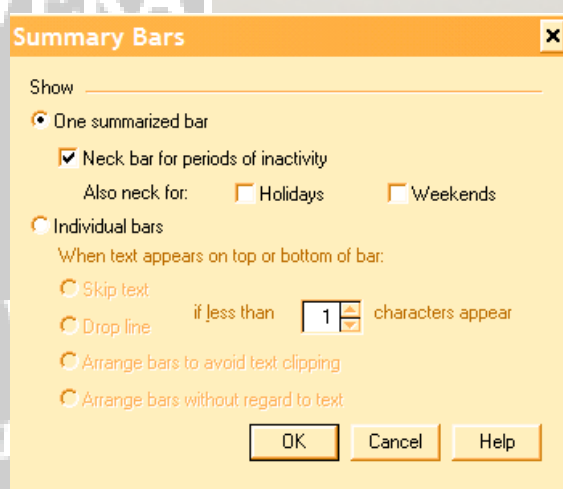 Summary Bars
Show
One summarized bar
Neck bar for periods of inactivity
Also neck for: Holidays Weekends
Individual bars
When text appears on top or bottom of bar:
Skip text
if less than 1 characters appear
Drop line
Arrange bars to avoid text clipping
Arrange bars without regard to text
OK Cancel Help